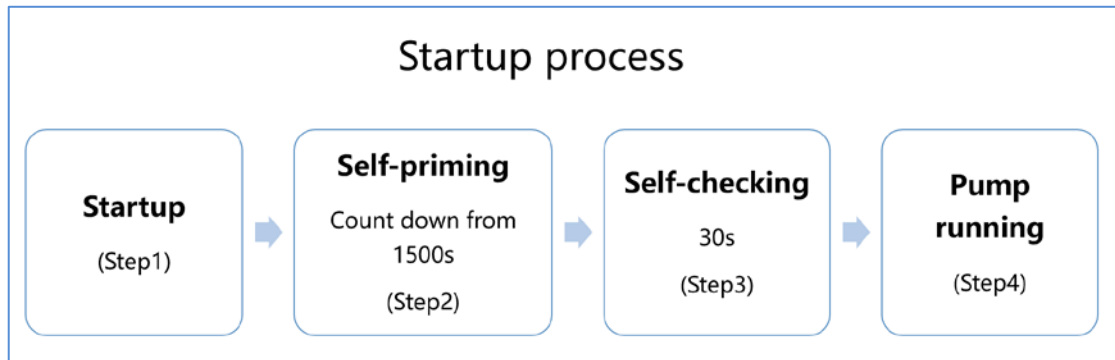 Startup process
Startup
(Step1)
Self-priming
Count down from
1500s
(Step2)
Self-checking
30s
(Step3)
Pump
running
(Step4)